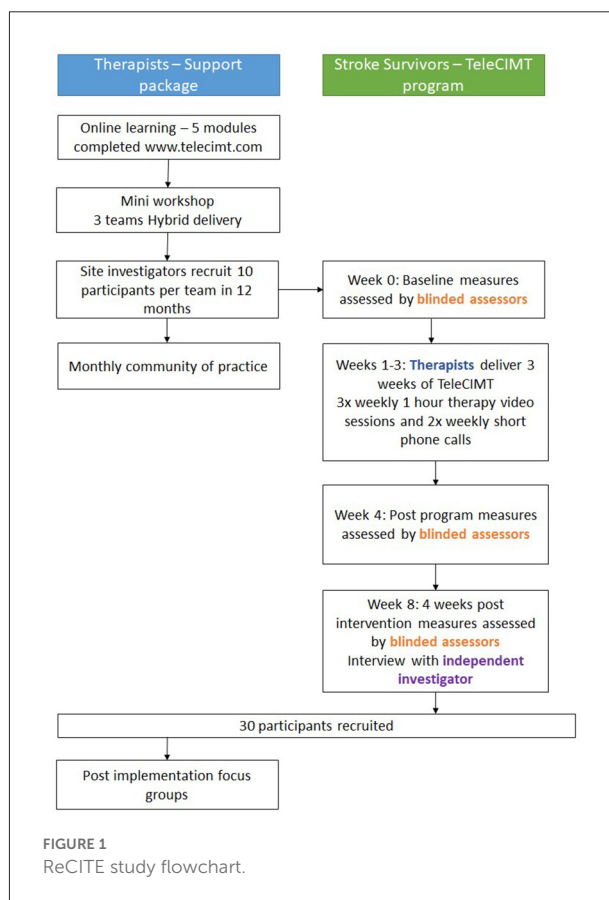 Therapists – Support
package
Stroke Survivors – TeleCIMT
program
Online learning – 5 modules
completed www.telecimt.com
Mini workshop
3 teams Hybrid delivery
Site investigators recruit 10
participants per team in 12
months
Monthly community of practice
Week 0: Baseline measures
assessed by blinded assessors
Weeks 1-3: Therapists deliver 3
weeks of TeleCIMT
3x weekly 1 hour therapy video
sessions and 2x weekly short
phone calls
Week 4: Post program measures
assessed by blinded assessors
Week 8: 4 weeks post
intervention measures assessed
by blinded assessors
Interview with independent
investigator
30 participants recruited
Post implementation focus
groups
FIGURE 1
ReCITE study flowchart.